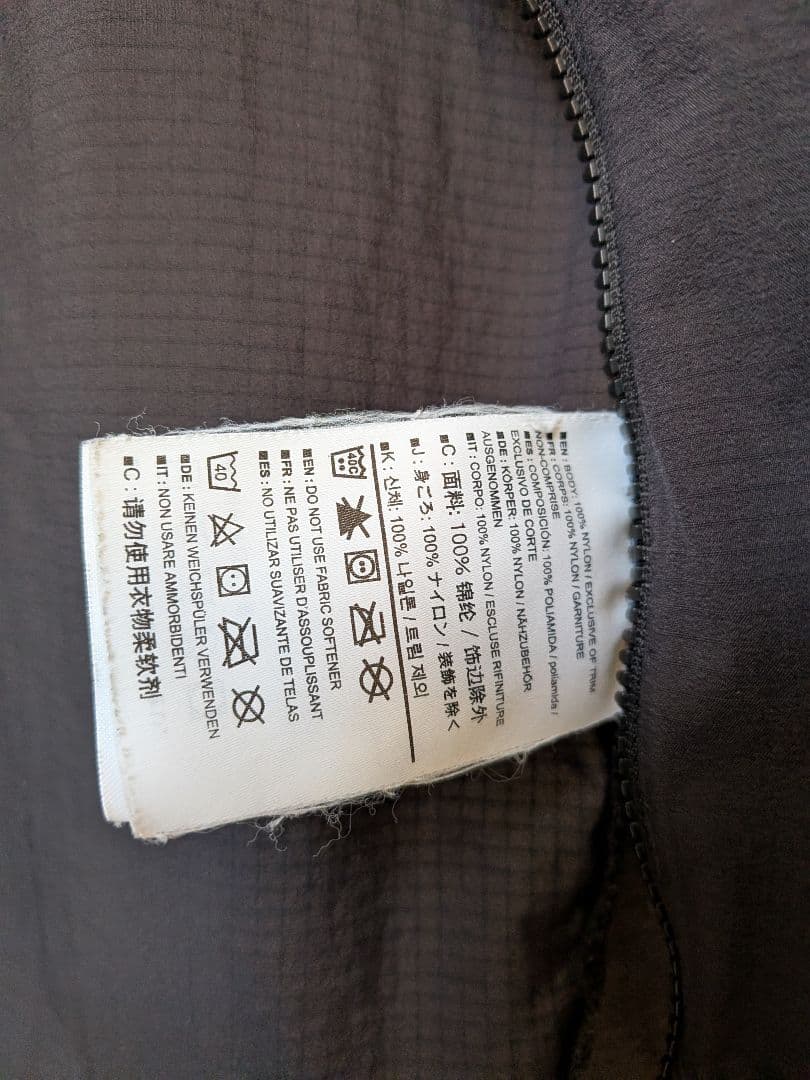 EN : BODY: 100% NYLON / EXCLUSIVE OF TRIM
FR : CORPS: 100% NYLON / GARNITURE
NON-COMPRISE
ES : COMPOSICIÓN: 100% POLIAMIDA / poliamida /
EXCLUSIVO DE CORTE
DE : KÖRPER: 100% NYLON / NÄHZUBEHÖR
AUSGENOMMEN
IT : CORPO: 100% NYLON / ESCLUSE RIFINITURE
C : 面料: 100% 锦纶 / 饰边除外
J : 身ごろ: 100% ナイロン / 装飾を除く
K : 신체: 100% 나일론 / 트림 제외
EN : DO NOT USE FABRIC SOFTENER
FR : NE PAS UTILISER D'ASSOUPLISSANT
ES : NO UTILIZAR SUAVIZANTE DE TELAS
40
DE : KEINEN WEICHSPÜLER VERWENDEN
IT : NON USARE AMMORBIDENTI
C : 请勿使用衣物柔软剂